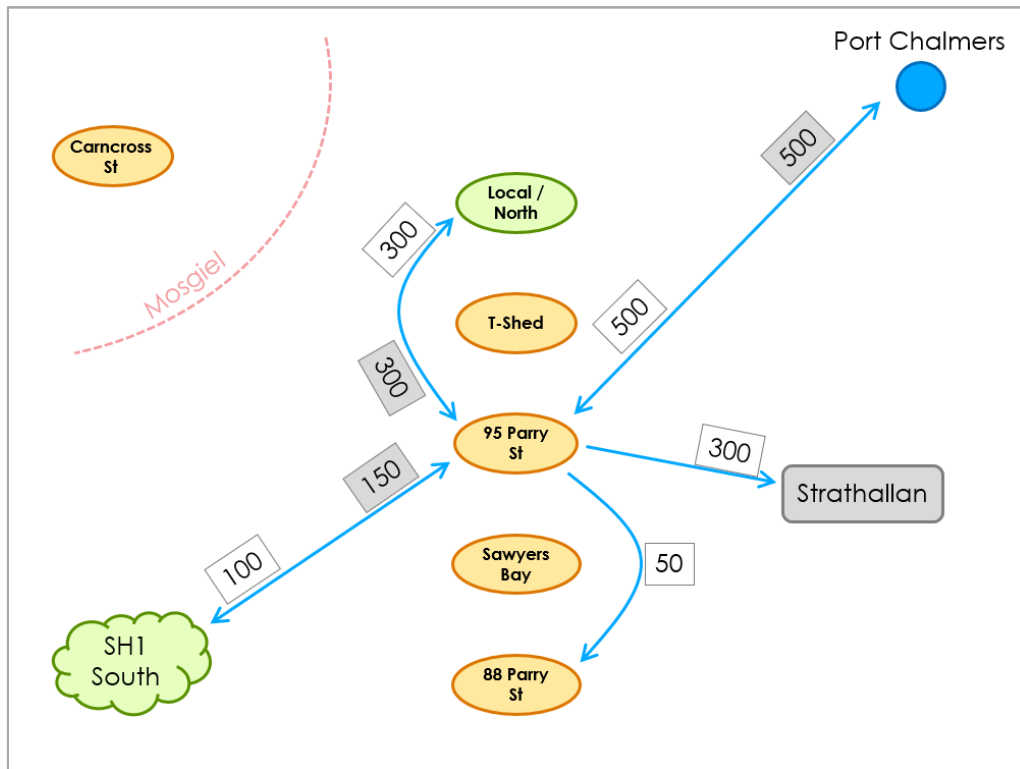 Port Chalmers
500
Carncross
St
Local /
North
300
Mosgiel
T-Shed
500
300
95 Parry
St
300
150
Strathallan
100
Sawyers
Bay
50
SH1
South
88 Parry
St